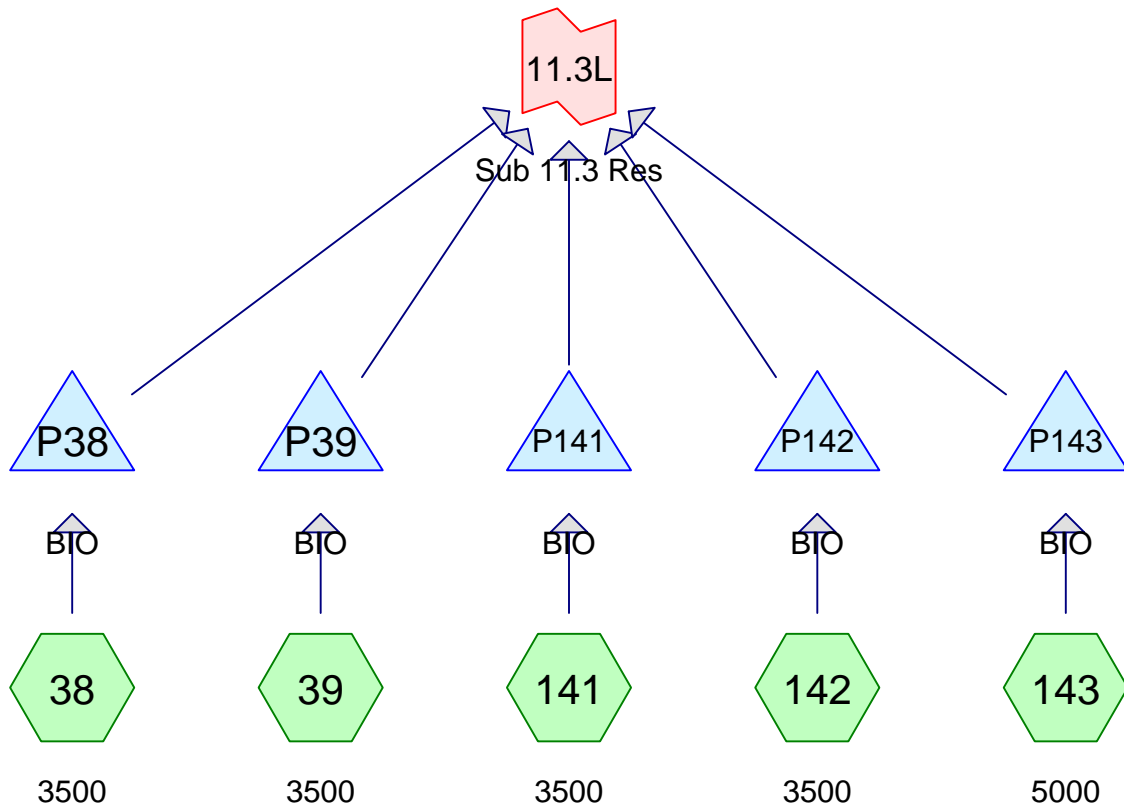 11.3L
Sub 11.3 Res
P38 P39 P141 P142 P143
BIO BIO BIO BIO BIO
38 39 141 142 143
3500 3500 3500 3500 5000